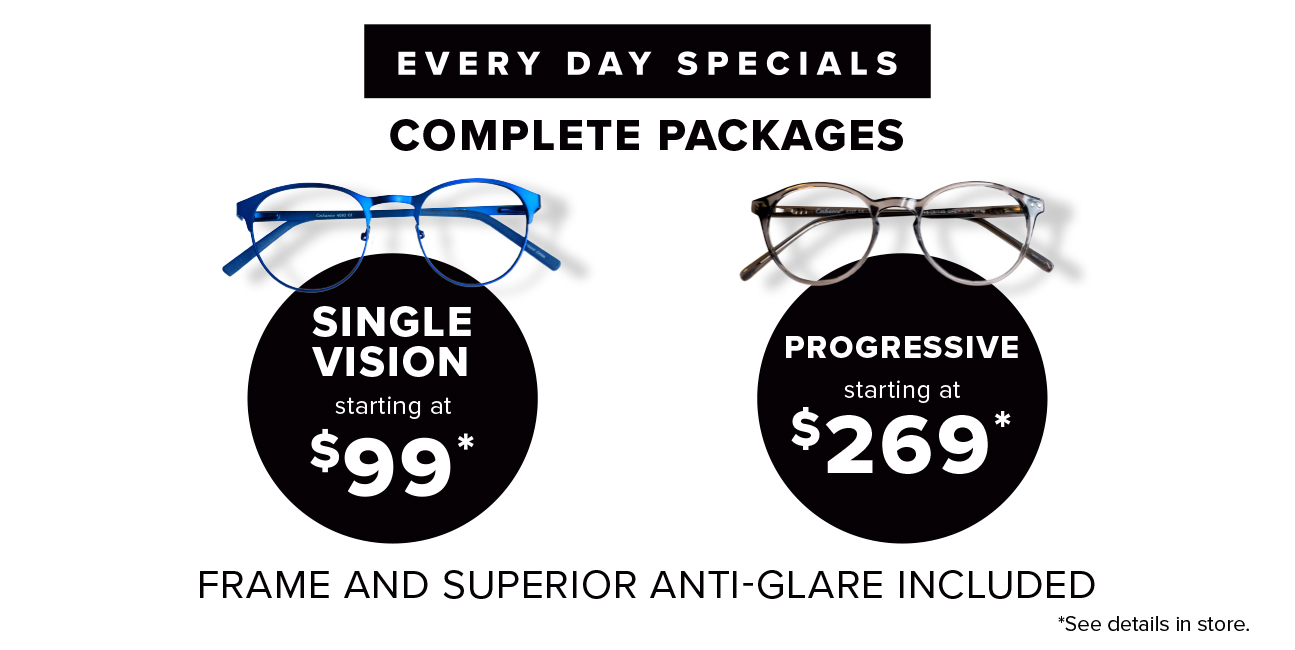 EVERY DAY SPECIALS
COMPLETE PACKAGES
SINGLE
VISION
starting at
$99*
PROGRESSIVE
starting at
$269*
FRAME AND SUPERIOR ANTI-GLARE INCLUDED
*See details in store.